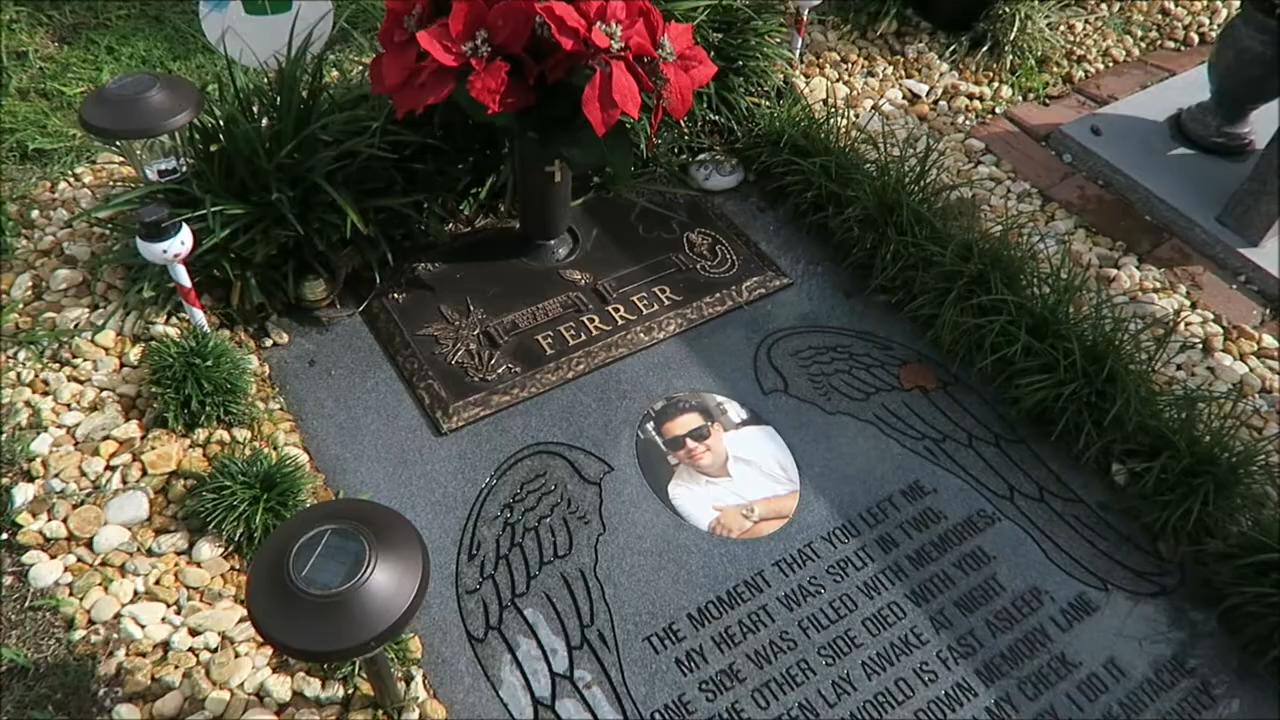 FERRER
THE MOMENT THAT YOU LEFT ME,
MY HEART WAS SPLIT IN TWO;
ONE SIDE WAS FILLED WITH MEMORIES;
THE OTHER SIDE DIED WITH YOU.
LAY AWAKE AT NIGHT
WORLD IS FAST ASLEEP;
DOWN MEMORY LANE
MY CHEEK.
I DO IT